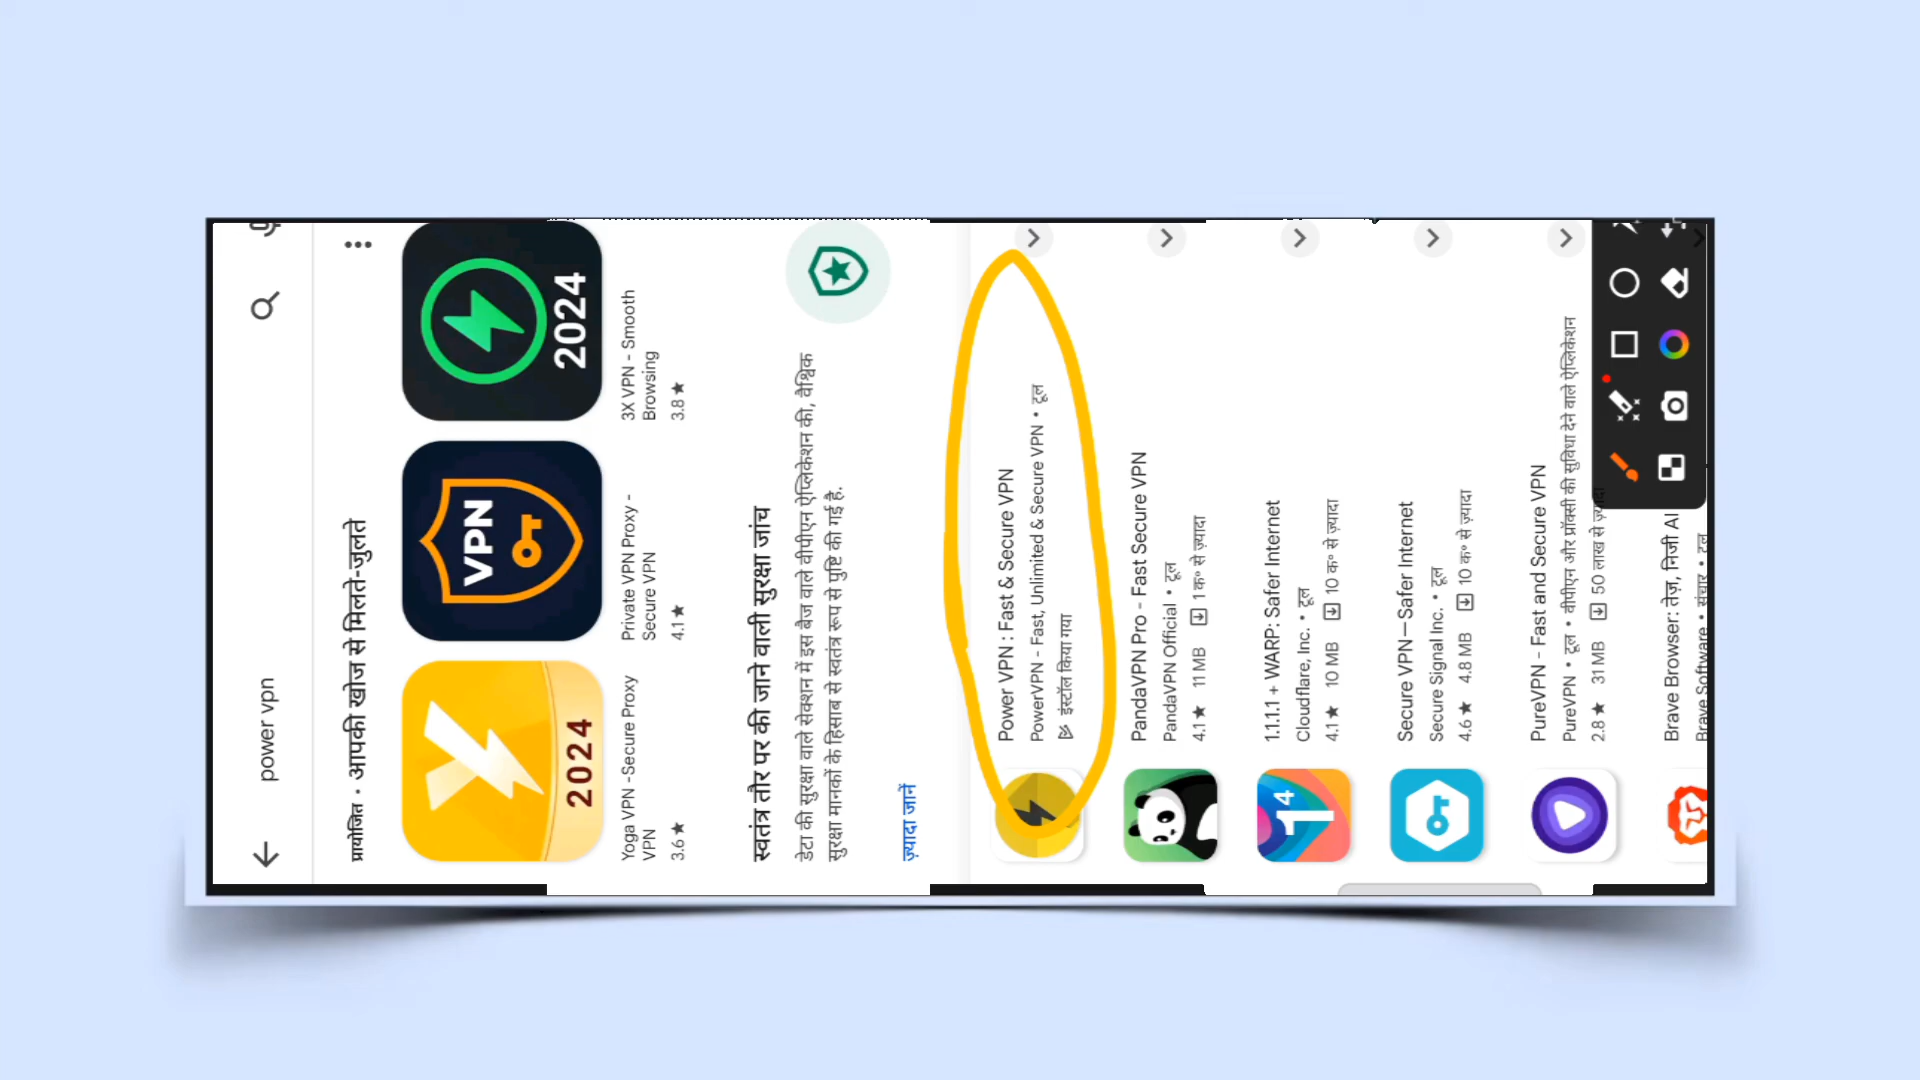 power vpn
प्रायोजित • आपकी खोज से मिलते-जुलते
2024
Yoga VPN -Secure Proxy
VPN
3.6 ★
VPN
Private VPN Proxy -
Secure VPN
4.1 ★
2024
3X VPN - Smooth
Browsing
3.8 ★
स्वतंत्र तौर पर की जाने वाली सुरक्षा जांच
डेटा की सुरक्षा वाले सेक्शन में इस बैज वाले वीपीएन ऐप्लिकेशन की, वैश्विक
सुरक्षा मानकों के हिसाब से स्वतंत्र रूप से पुष्टि की गई है.
ज़्यादा जानें
Power VPN : Fast & Secure VPN
PowerVPN - Fast, Unlimited & Secure VPN • टूल
इंस्टॉल किया गया
PandaVPN Pro - Fast Secure VPN
PandaVPN Official • टूल
4.1 ★ 11 MB 1 क॰ से ज़्यादा
1.1.1.1 + WARP: Safer Internet
Cloudflare, Inc. • टूल
4.1 ★ 10 MB 10 क॰ से ज़्यादा
Secure VPN—Safer Internet
Secure Signal Inc. • टूल
4.6 ★ 4.8 MB 10 क॰ से ज़्यादा
PureVPN - Fast and Secure VPN
PureVPN • टूल • वीपीएन और प्रॉक्सी की सुविधा देने वाले ऐप्लिकेशन
2.8 ★ 31 MB 50 लाख से ज़्यादा
Brave Browser: तेज़, निजी AI
Brave Software • संचार • टूल